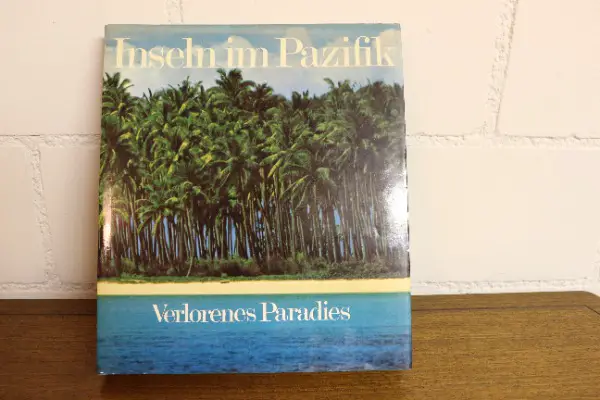 Inseln im Pazifik
Verlorenes Paradies